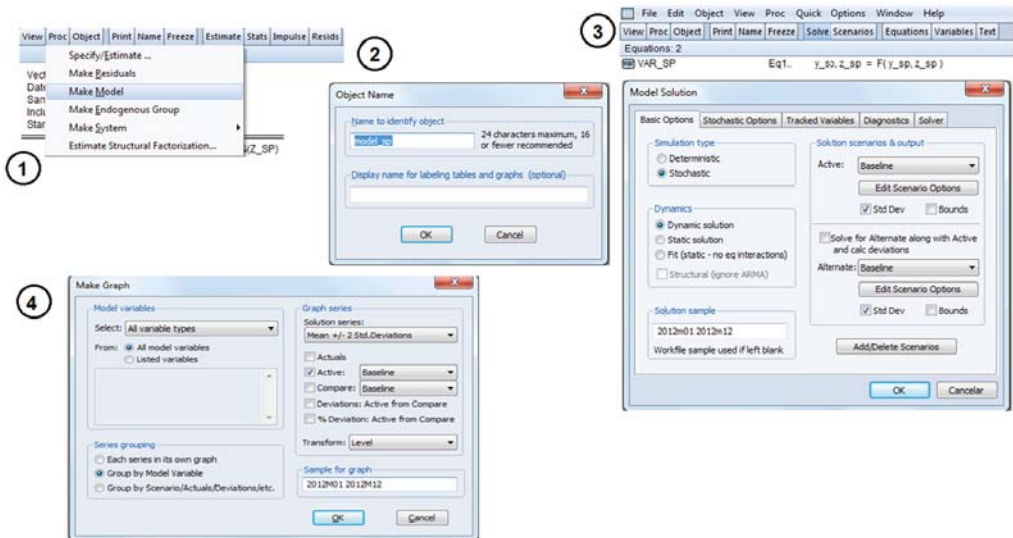 1
View Proc Object Print Name Freeze Estimate Stats Impulse Resids
Specify/Estimate ...
Make Residuals
Make Model
Make Endogenous Group
Make System
Estimate Structural Factorization...
Vect
Date
Sam
Inclu
Stan
(Z_SP)
2
Object Name
Name to identify object
model_sp
24 characters maximum, 16
or fewer recommended
Display name for labeling tables and graphs (optional)
OK Cancel
3
File Edit Object View Proc Quick Options Window Help
View Proc Object Print Name Freeze Solve Scenarios Equations Variables Text
Equations: 2
VAR_SP Eq1.. y_sp, z_sp = F( y_sp, z_sp )
Model Solution
Basic Options Stochastic Options Tracked Variables Diagnostics Solver
Simulation type
Deterministic
Stochastic
Dynamics
Dynamic solution
Static solution
Fit (static - no eq interactions)
Structural (ignore ARMA)
Solution sample
2012m01 2012m12
Workfile sample used if left blank
Solution scenarios & output
Active: Baseline
Edit Scenario Options
Std Dev Bounds
Solve for Alternate along with Active
and calc deviations
Alternate: Baseline
Edit Scenario Options
Std Dev Bounds
Add/Delete Scenarios
OK Cancelar
4
Make Graph
Model variables
Select: All variable types
From: All model variables
Listed variables
Series grouping
Each series in its own graph
Group by Model Variable
Group by Scenario/Actuals/Deviations/etc.
Graph series
Solution series:
Mean +/- 2 Std.Deviations
Actuals
Active: Baseline
Compare: Baseline
Deviations: Active from Compare
% Deviation: Active from Compare
Transform: Level
Sample for graph
2012M01 2012M12
OK Cancel